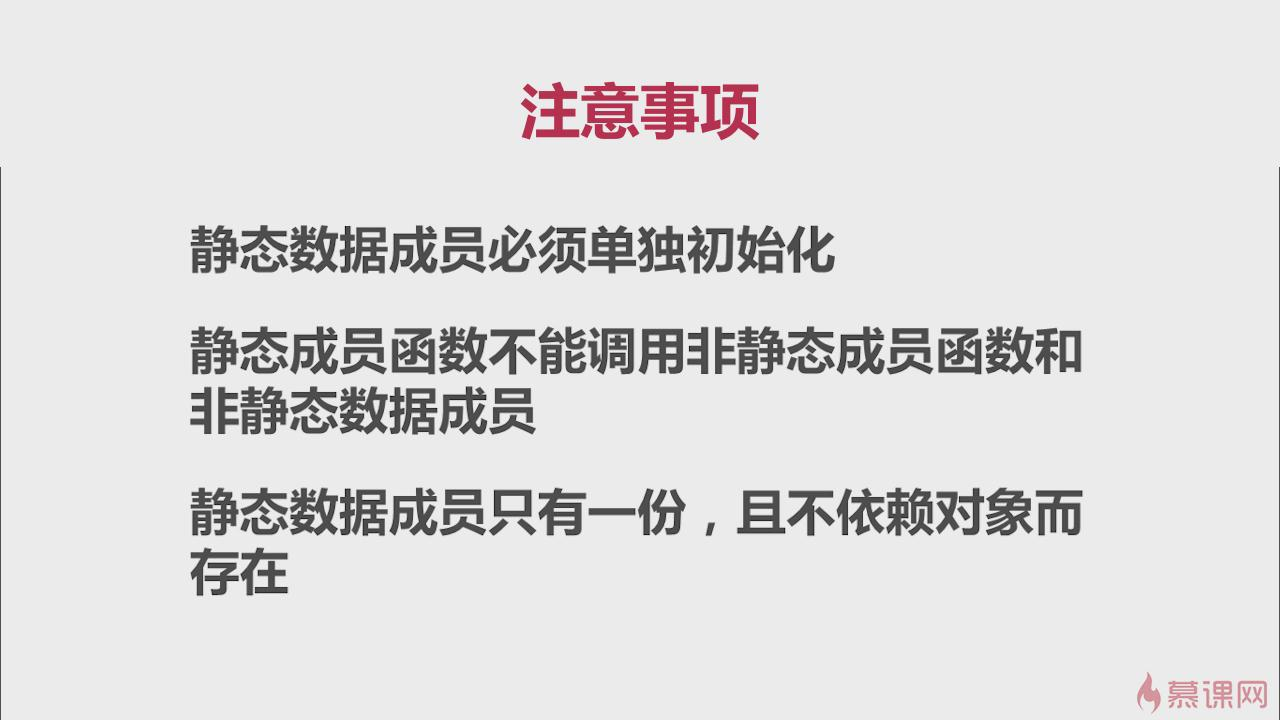 注意事项
静态数据成员必须单独初始化
静态成员函数不能调用非静态成员函数和
非静态数据成员
静态数据成员只有一份，且不依赖对象而
存在
慕课网